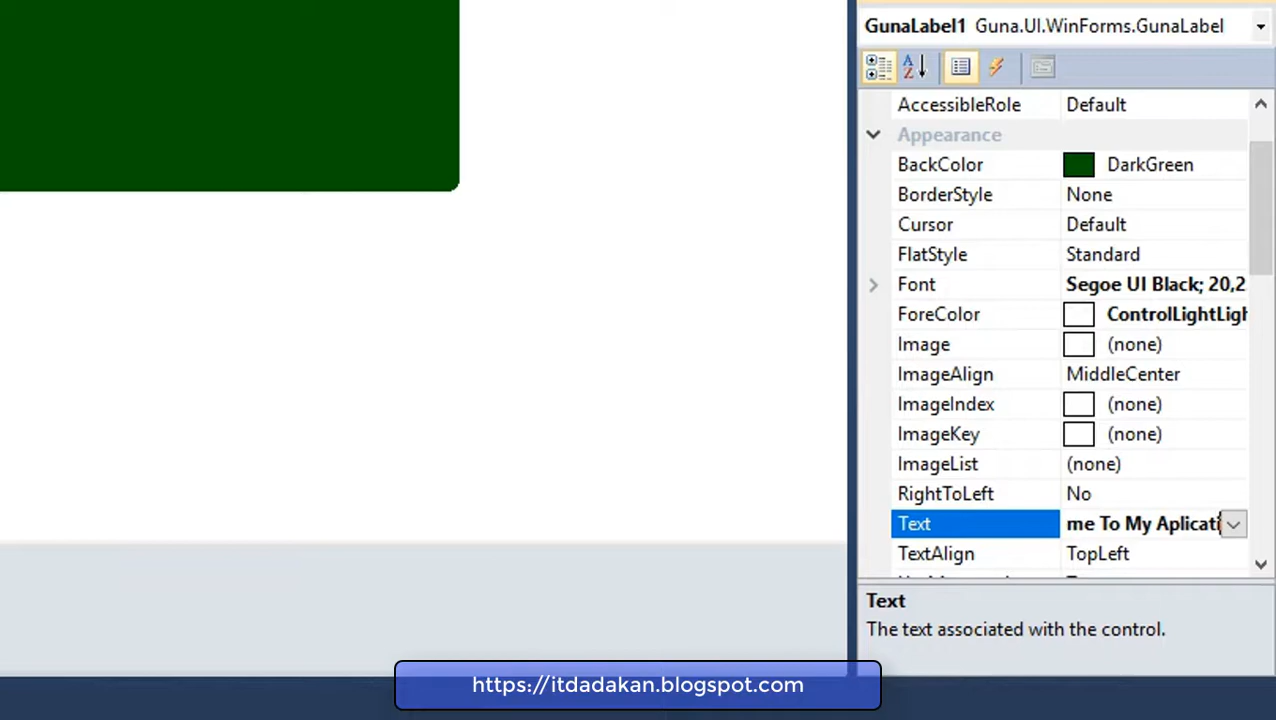 GunaLabel1 Guna.UI.WinForms.GunaLabel
AccessibleRole Default
Appearance
BackColor DarkGreen
BorderStyle None
Cursor Default
FlatStyle Standard
Font Segoe UI Black; 20,2
ForeColor ControlLightLigh
Image (none)
ImageAlign MiddleCenter
ImageIndex (none)
ImageKey (none)
ImageList (none)
RightToLeft No
Text me To My Aplicati
TextAlign TopLeft
Text
The text associated with the control.
https://itdadakan.blogspot.com